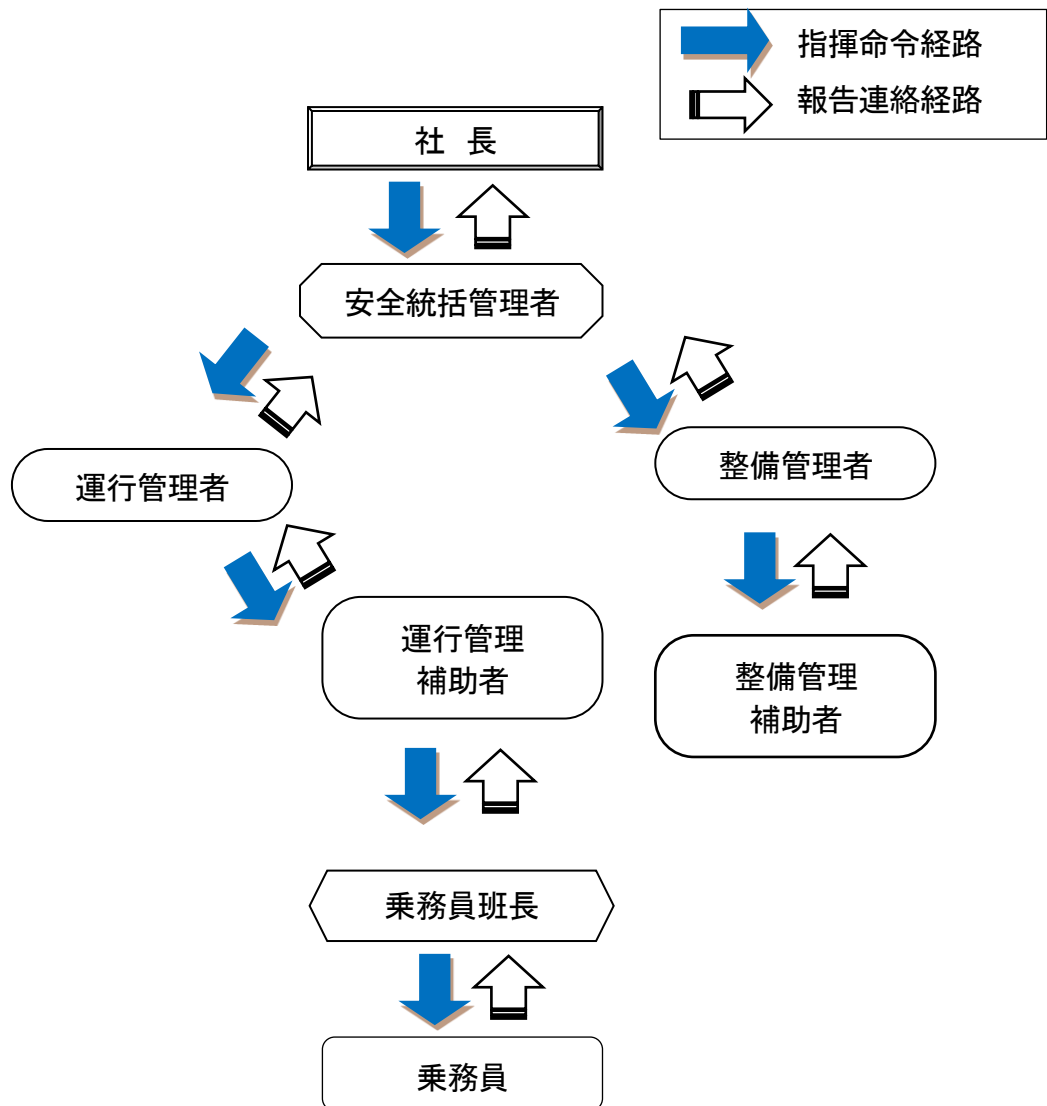 指揮命令経路
報告連絡経路
社 長
安全統括管理者
運行管理者
整備管理者
運行管理
補助者
整備管理
補助者
乗務員班長
乗務員